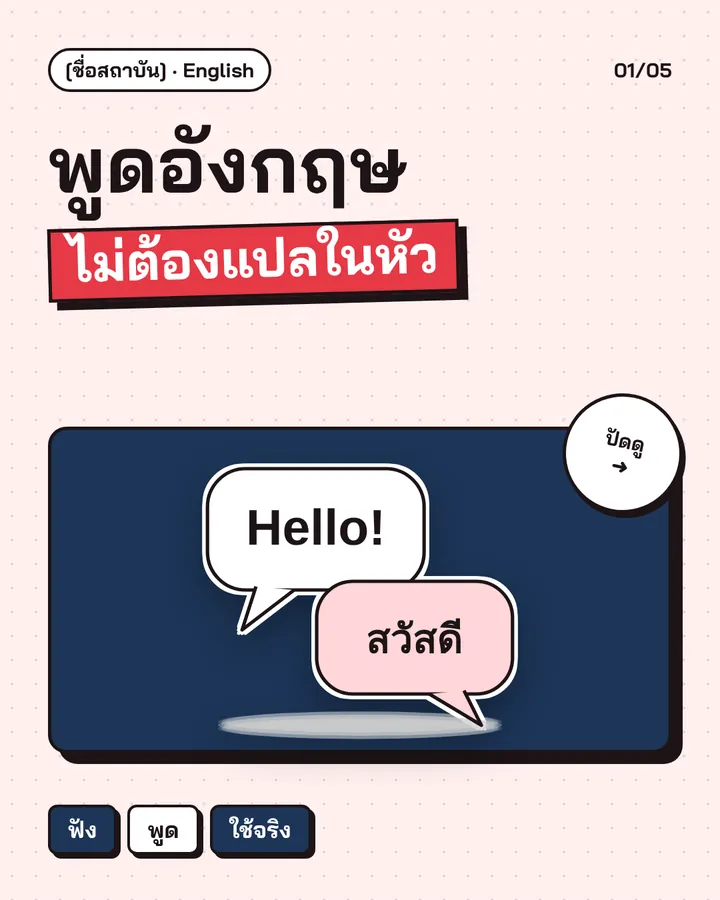 [ชื่อสถาบัน] · English
01/05
พูดอังกฤษ
ไม่ต้องแปลในหัว
ปัดดู
→
Hello!
สวัสดี
ฟัง
พูด
ใช้จริง